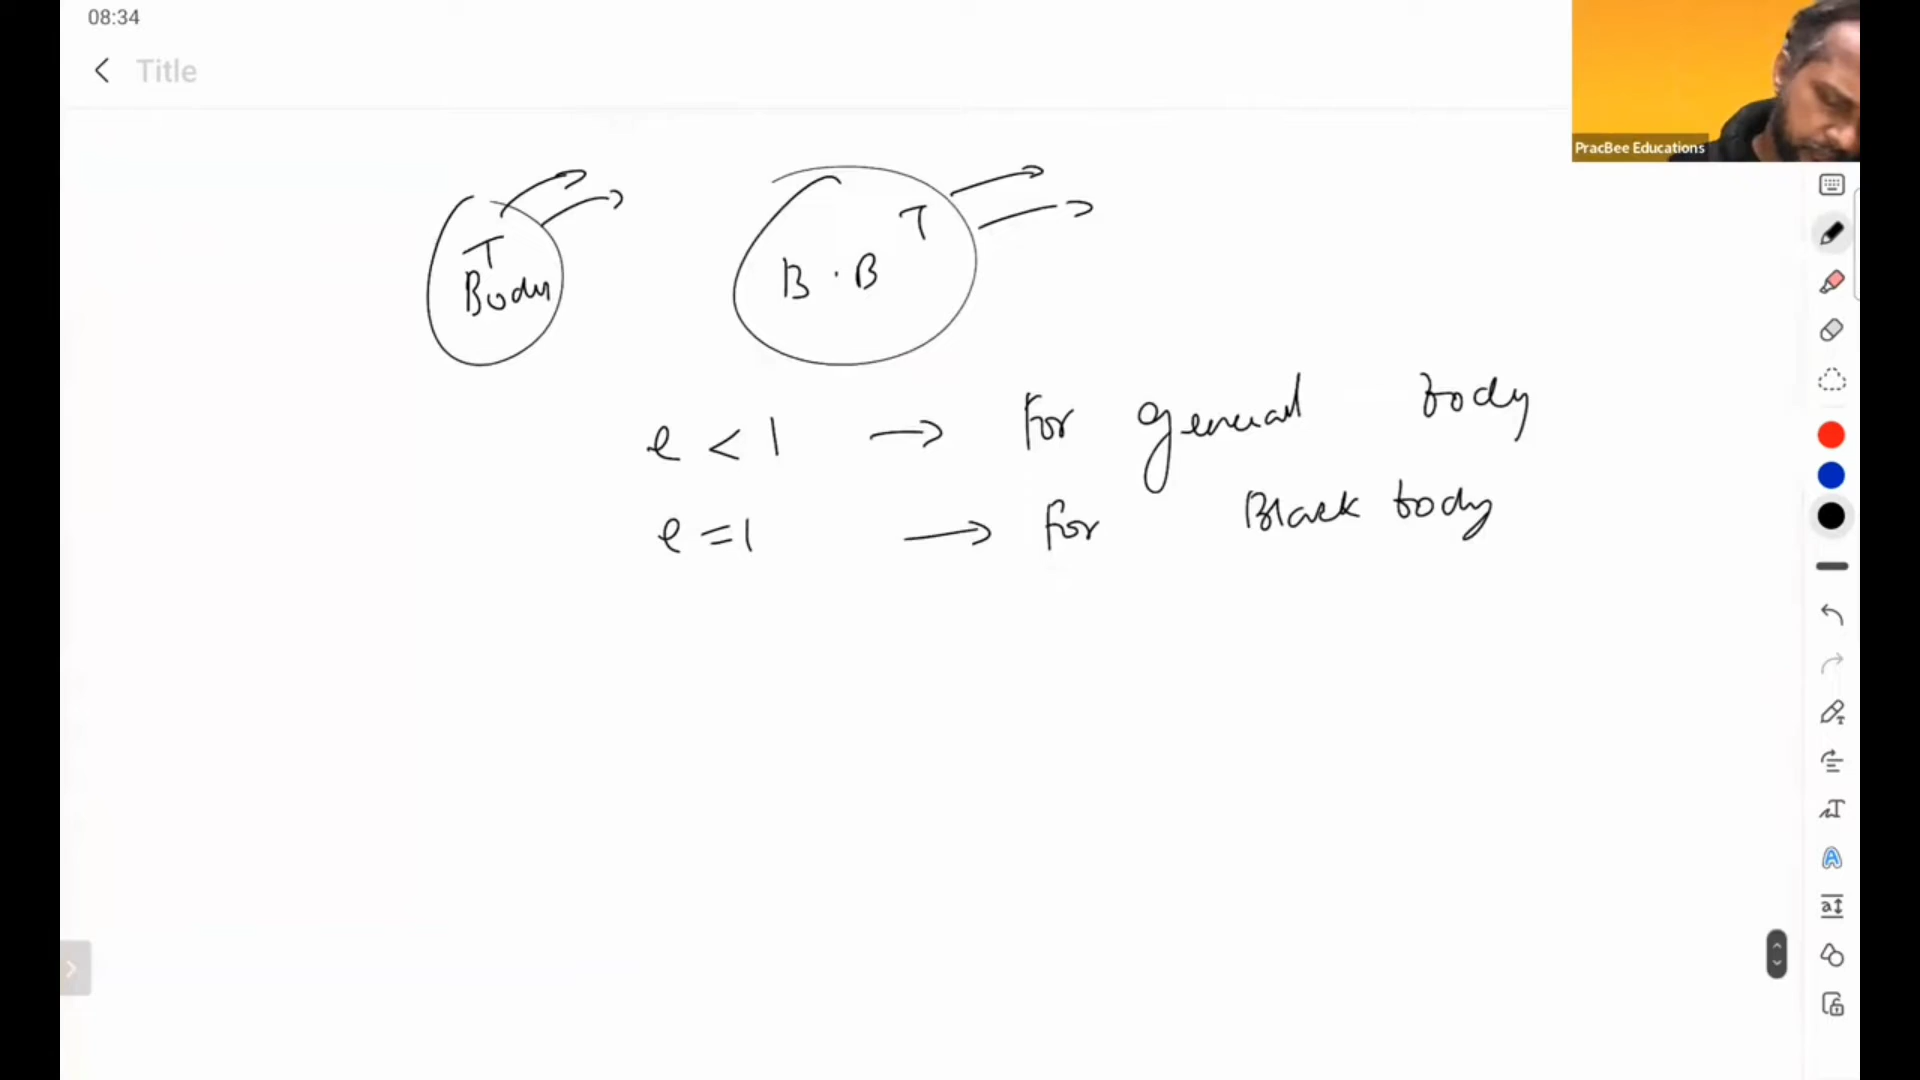 08:34
Title
PracBee Educations
T
Body
T
B . B
e < 1 → For general body
e = 1 → For Black body